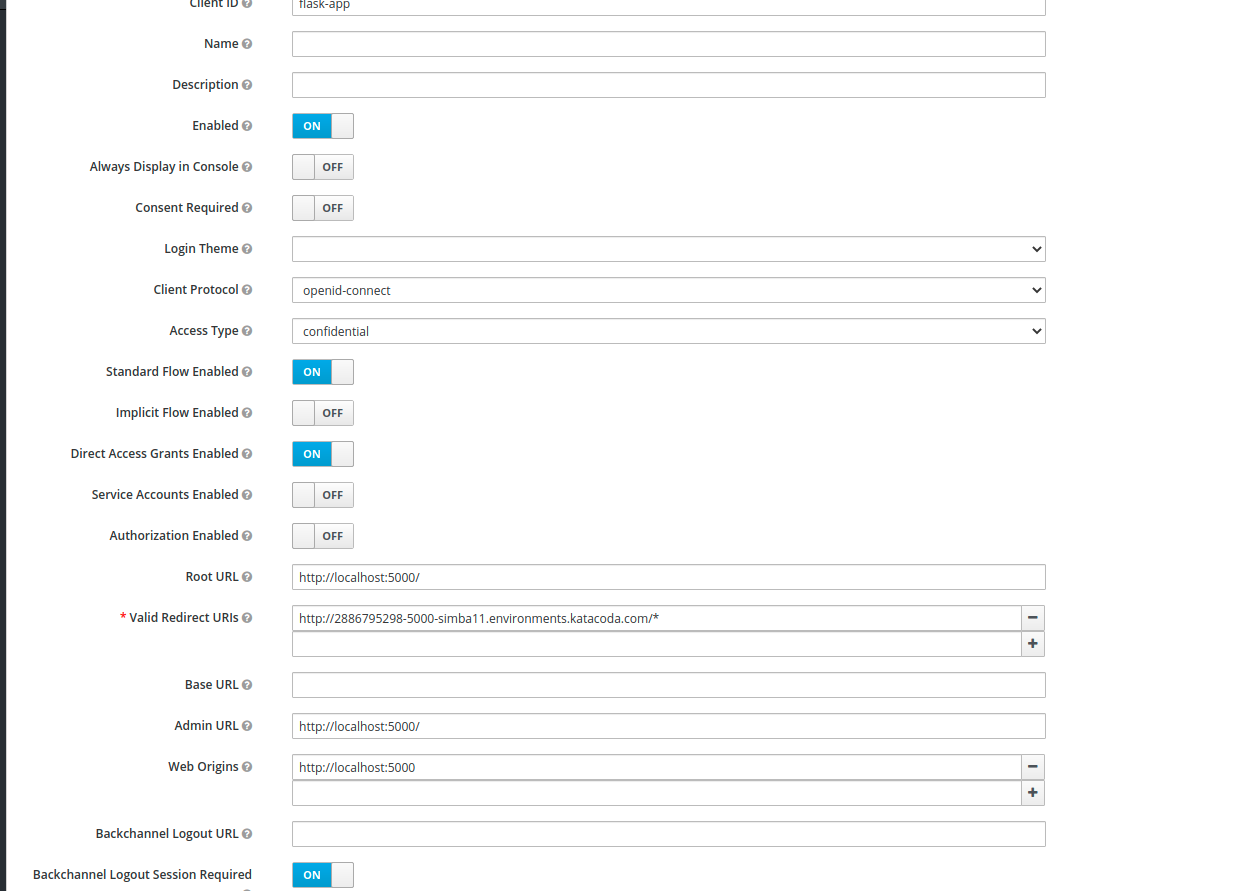 Client ID flask-app
Name
Description
Enabled ON
Always Display in Console OFF
Consent Required OFF
Login Theme
Client Protocol openid-connect
Access Type confidential
Standard Flow Enabled ON
Implicit Flow Enabled OFF
Direct Access Grants Enabled ON
Service Accounts Enabled OFF
Authorization Enabled OFF
Root URL http://localhost:5000/
* Valid Redirect URIs http://2886795298-5000-simba11.environments.katacoda.com/*
Base URL
Admin URL http://localhost:5000/
Web Origins http://localhost:5000
Backchannel Logout URL
Backchannel Logout Session Required ON